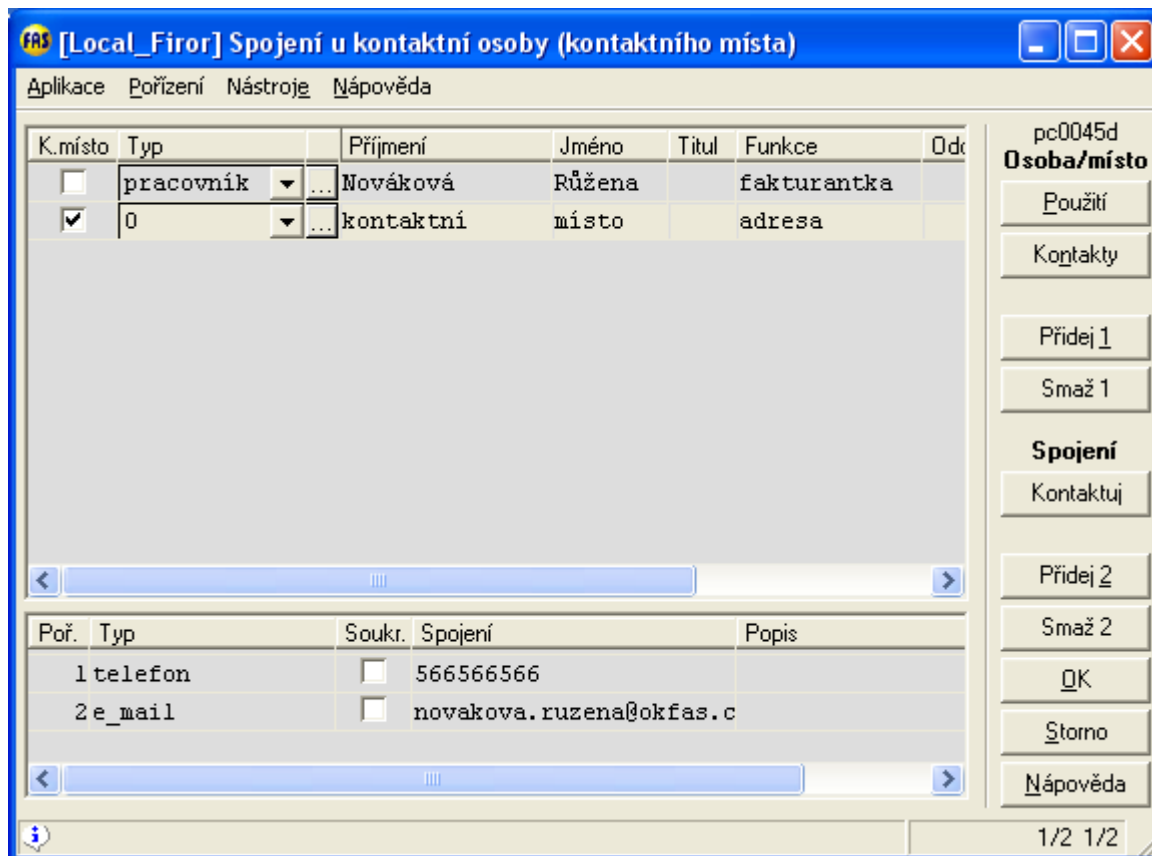 FAS [Local_Firor] Spojení u kontaktní osoby (kontaktního místa)
Aplikace Pořízení Nástroje Nápověda
K.místo Typ Příjmení Jméno Titul Funkce Odd
pracovník ... Nováková Růžena fakturantka
0 ... kontaktní místo adresa
pc0045d
Osoba/místo
Použití
Kontakty
Přidej 1
Smaž 1
Spojení
Kontaktuj
Přidej 2
Smaž 2
OK
Storno
Nápověda
Poř. Typ Soukr. Spojení Popis
1 telefon 566566566
2 e_mail novakova.ruzena@okfas.c
1/2 1/2